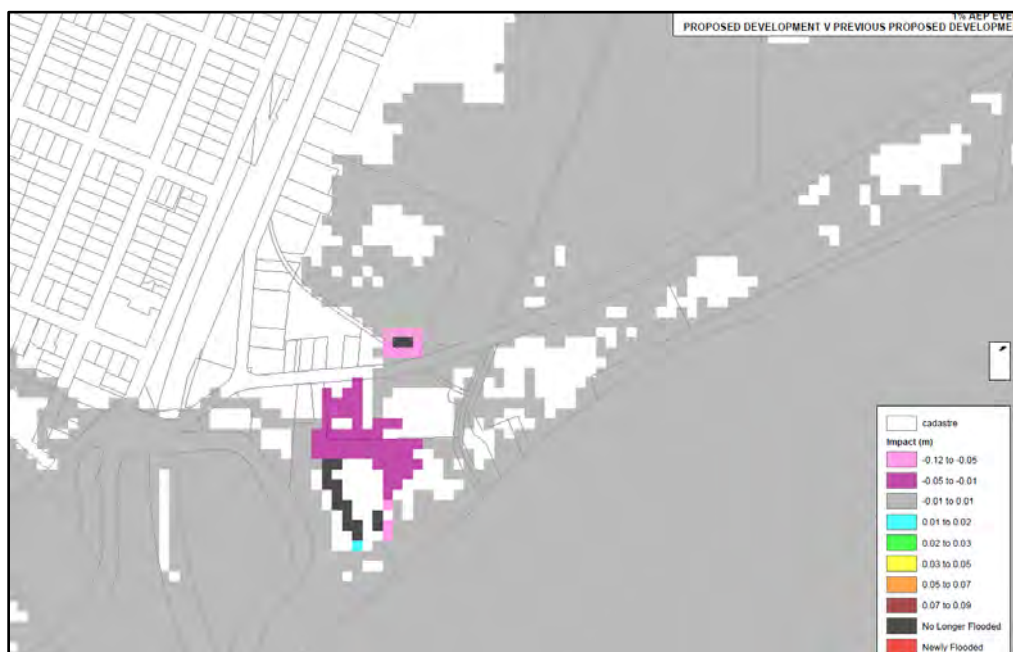 1% AEP EVE
PROPOSED DEVELOPMENT V PREVIOUS PROPOSED DEVELOPME
cadastre
Impact (m)
-0.12 to -0.05
-0.05 to -0.01
-0.01 to 0.01
0.01 to 0.02
0.02 to 0.03
0.03 to 0.05
0.05 to 0.07
0.07 to 0.09
No Longer Flooded
Newly Flooded